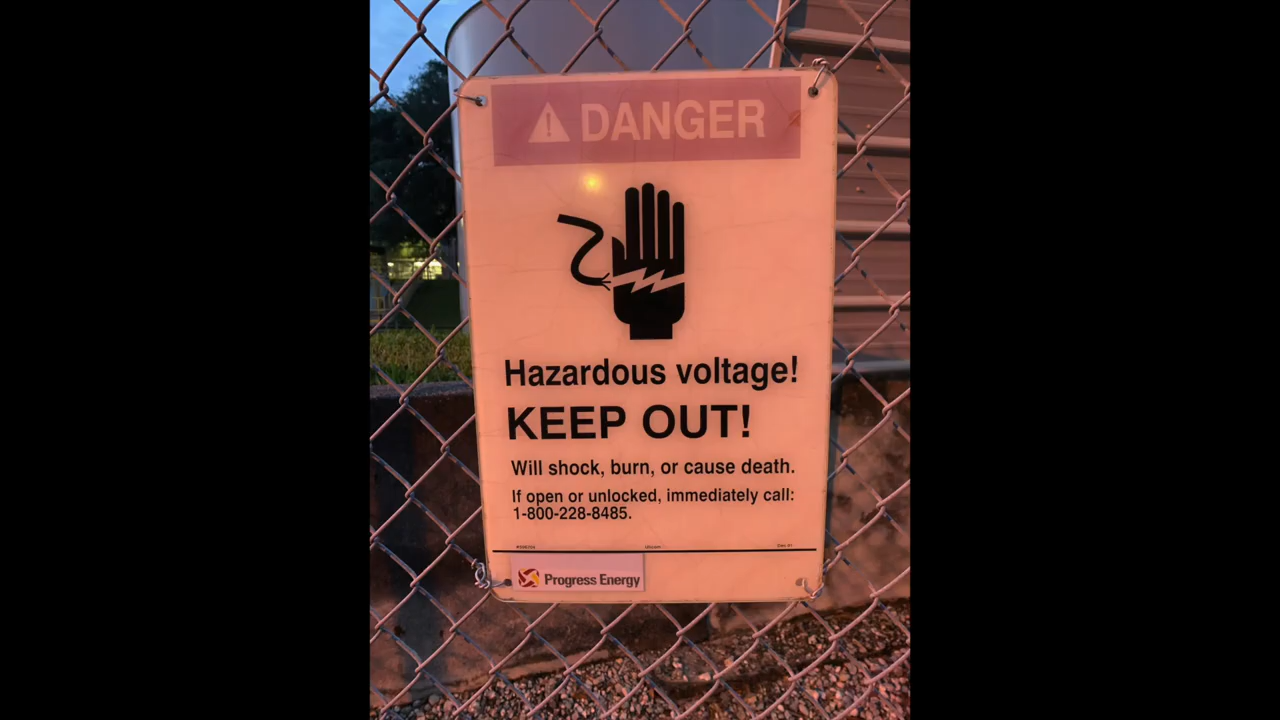 DANGER
Hazardous voltage!
KEEP OUT!
Will shock, burn, or cause death.
If open or unlocked, immediately call:
1-800-228-8485.
Progress Energy